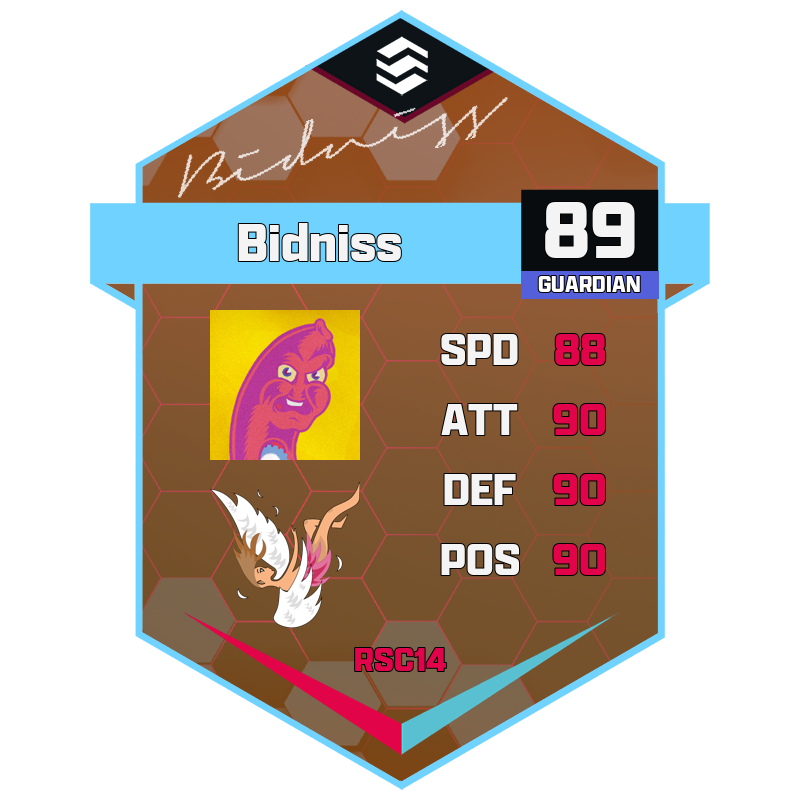 Bidniss
Bidniss
89
GUARDIAN
SPD 88
ATT 90
DEF 90
POS 90
RSC14